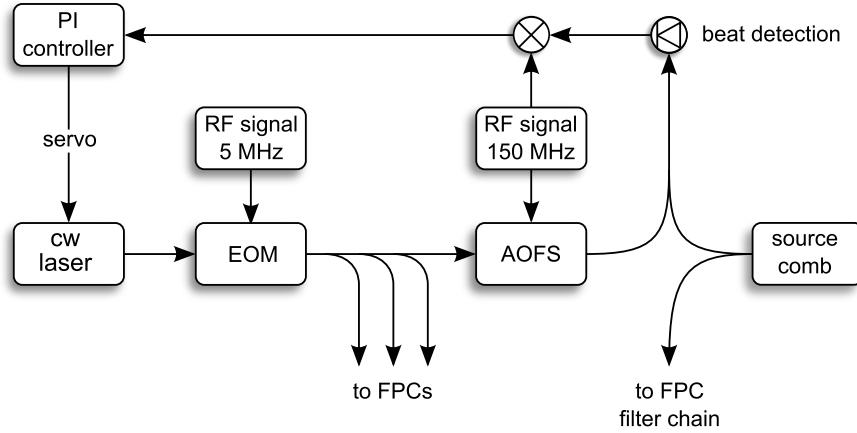 PI
controller
beat detection
servo
RF signal
5 MHz
RF signal
150 MHz
cw
laser
EOM
AOFS
source
comb
to FPCs
to FPC
filter chain